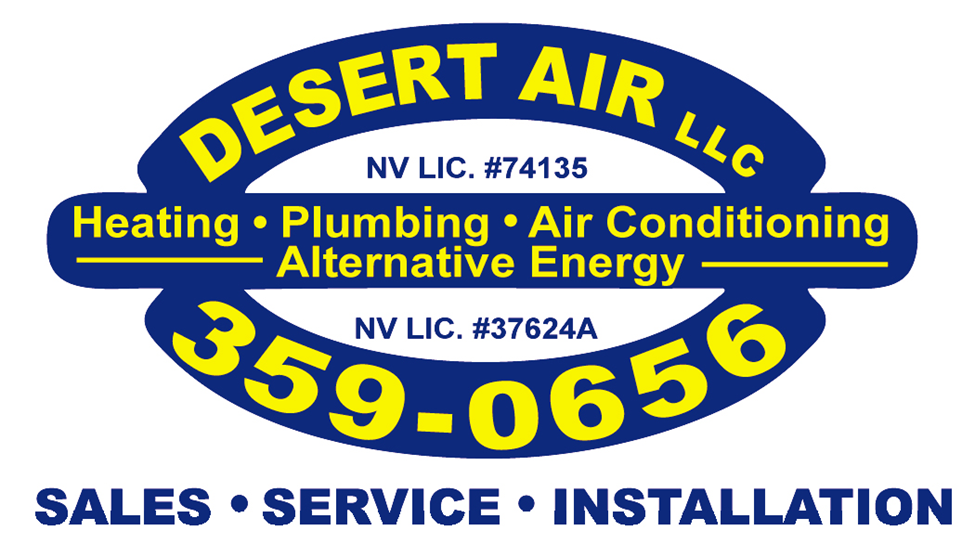 DESERT AIR LLC
NV LIC. #74135
Heating • Plumbing • Air Conditioning
Alternative Energy
NV LIC. #37624A
359-0656
SALES • SERVICE • INSTALLATION